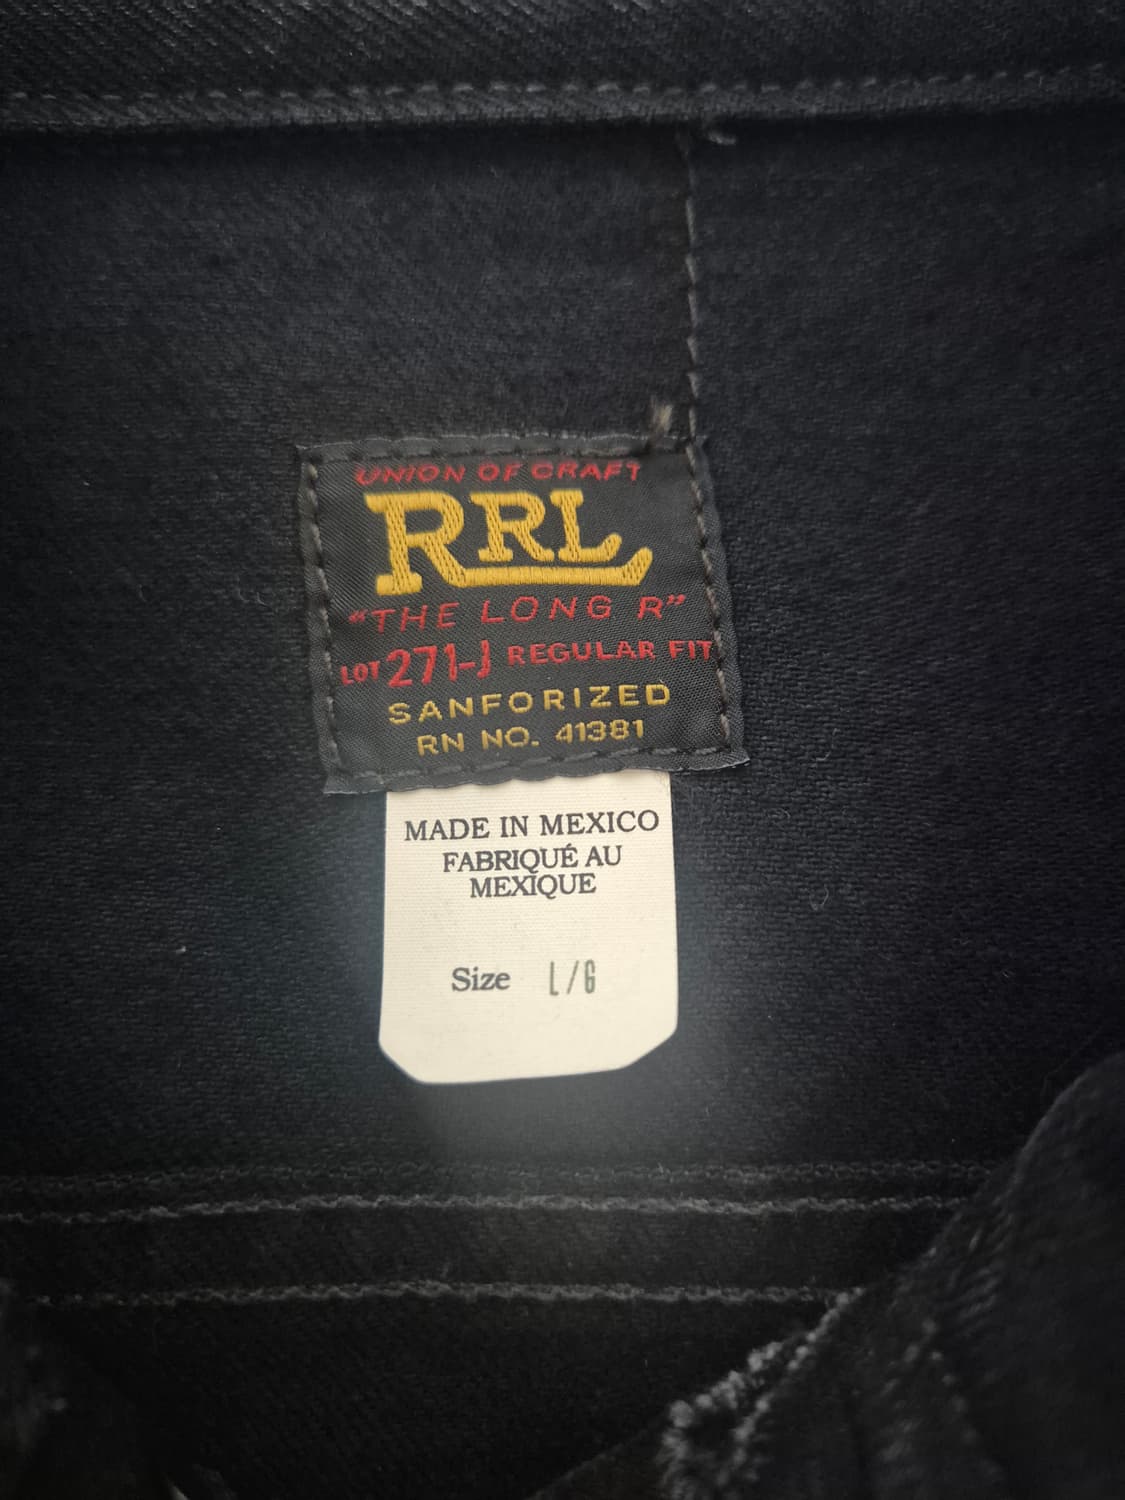 UNION OF CRAFT
RRL
"THE LONG R"
LOT 271-J REGULAR FIT
SANFORIZED
RN NO. 41381
MADE IN MEXICO
FABRIQUÉ AU
MEXIQUE
Size L/G